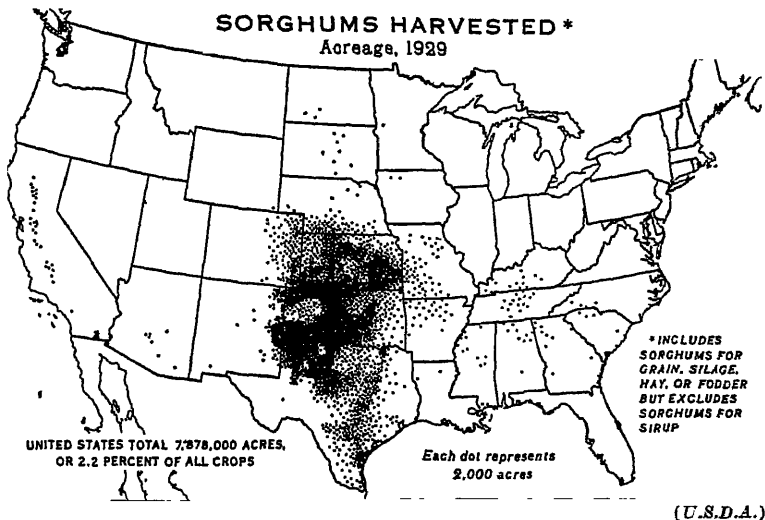 SORGHUMS HARVESTED*
Acreage, 1929
*INCLUDES
SORGHUMS FOR
GRAIN, SILAGE,
HAY, OR FODDER
BUT EXCLUDES
SORGHUMS FOR
SIRUP
UNITED STATES TOTAL 7,878,000 ACRES,
OR 2.2 PERCENT OF ALL CROPS
Each dot represents
2,000 acres
(U.S.D.A.)